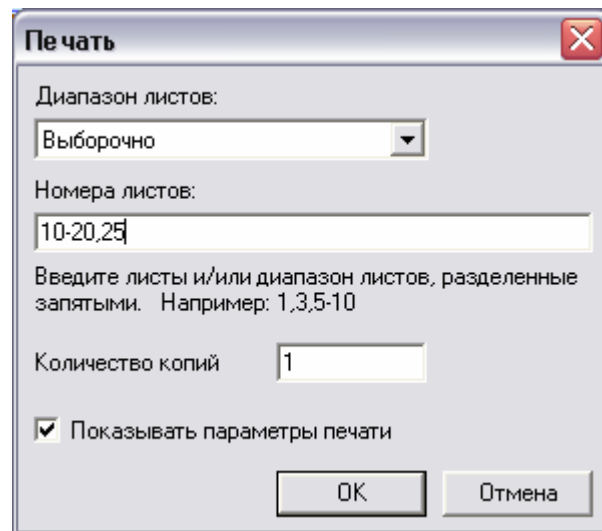 Печать
Диапазон листов:
Выборочно
Номера листов:
10-20,25
Введите листы и/или диапазон листов, разделенные
запятыми. Например: 1,3,5-10
Количество копий 1
Показывать параметры печати
OK Отмена